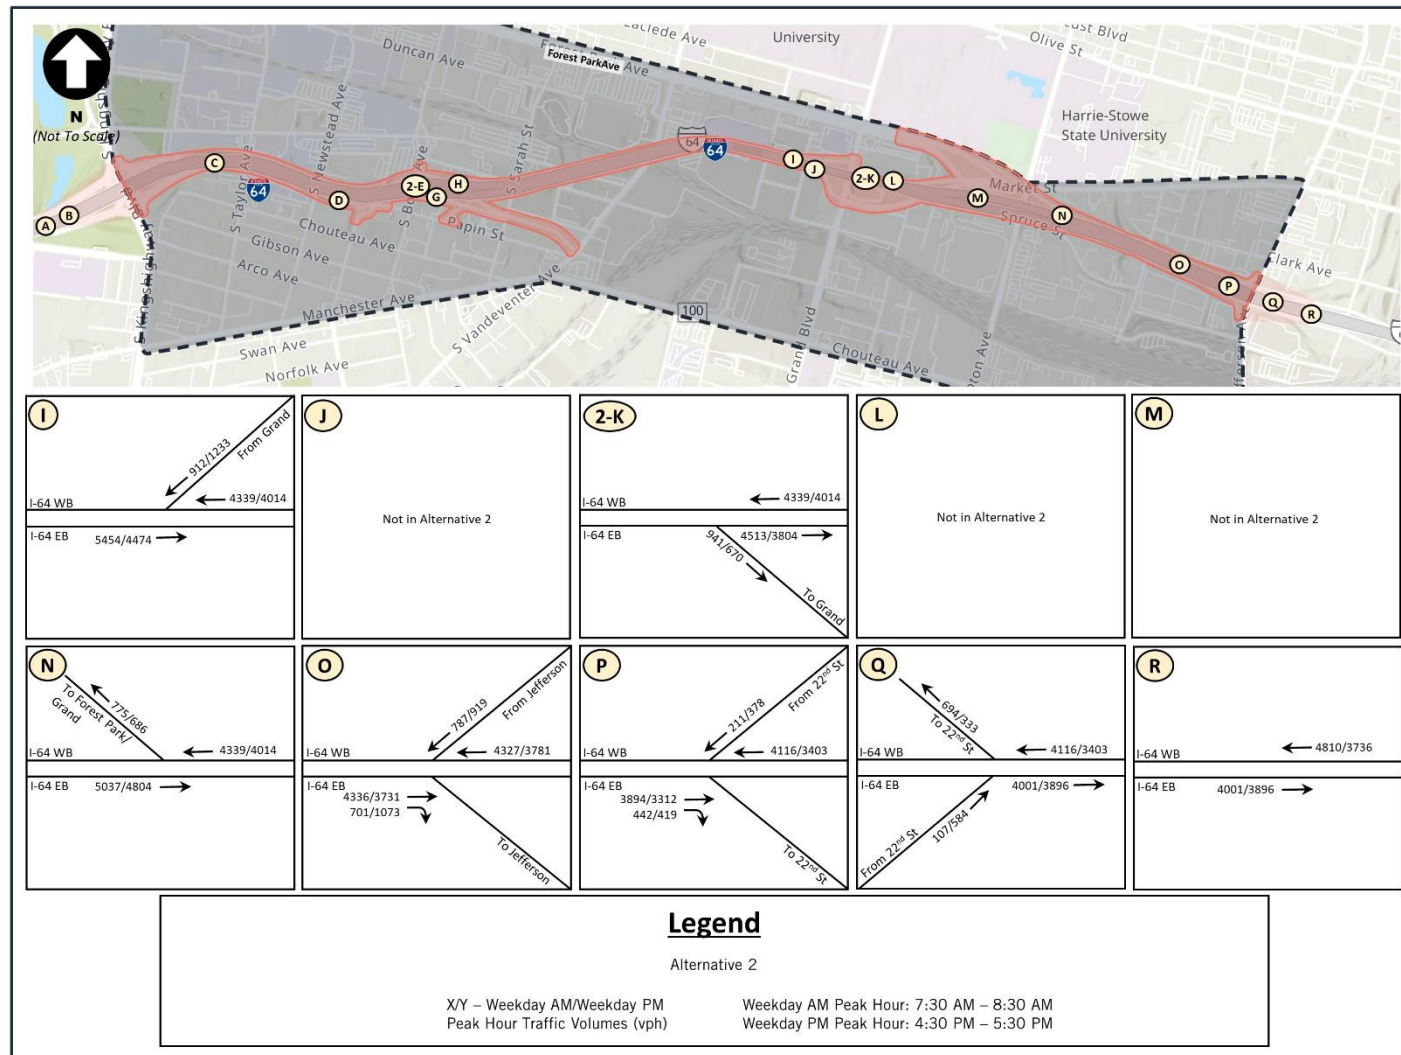 N
(Not To Scale)
Duncan Ave
Forest ParkAve
Laclede Ave
University
Olive St
Harrie-Stowe
State University
S Taylor Ave
S Newstead Ave
S Sarah St
64
64
64
Chouteau Ave
Gibson Ave
Arco Ave
Manchester Ave
Swan Ave
Norfolk Ave
Papin St
S Vandeventer Ave
100
Grand Blvd
Chouteau Ave
Market St
Spruce St
Clark Ave
A
B
C
D
2-E
G
H
I
J
2-K
L
M
N
O
P
Q
R
I
912/1233
From Grand
I-64 WB
4339/4014
I-64 EB
5454/4474
J
Not in Alternative 2
2-K
I-64 WB
4339/4014
I-64 EB
941/670
4513/3804
To Grand
L
Not in Alternative 2
M
Not in Alternative 2
N
775/686
To Forest Park/
Grand
I-64 WB
4339/4014
I-64 EB
5037/4804
O
787/919
From Jefferson
I-64 WB
4327/3781
I-64 EB
4336/3731
701/1073
To Jefferson
P
211/378
From 22nd St
I-64 WB
4116/3403
I-64 EB
3894/3312
442/419
To 22nd St
Q
694/333
To 22nd St
I-64 WB
4116/3403
I-64 EB
4001/3896
From 22nd St
107/584
R
I-64 WB
4810/3736
I-64 EB
4001/3896
Legend
Alternative 2
X/Y – Weekday AM/Weekday PM
Peak Hour Traffic Volumes (vph)
Weekday AM Peak Hour: 7:30 AM – 8:30 AM
Weekday PM Peak Hour: 4:30 PM – 5:30 PM